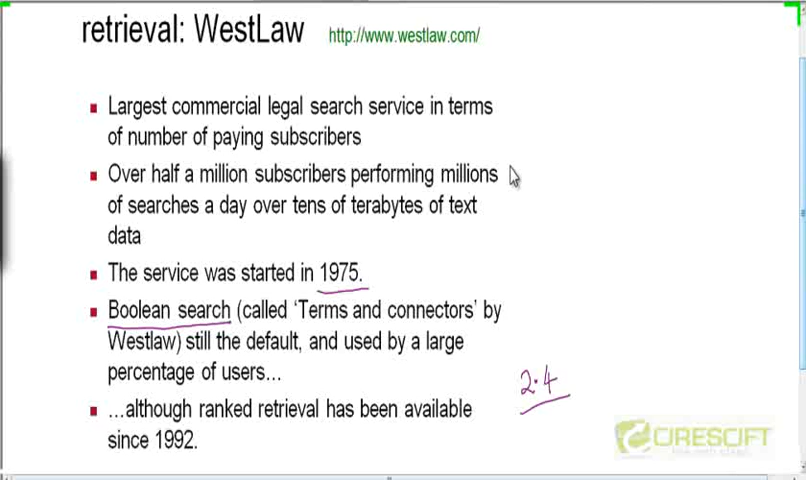 retrieval: WestLaw http://www.westlaw.com/
▪ Largest commercial legal search service in terms
of number of paying subscribers
▪ Over half a million subscribers performing millions
of searches a day over tens of terabytes of text
data
▪ The service was started in 1975.
▪ Boolean search (called ‘Terms and connectors’ by
Westlaw) still the default, and used by a large
percentage of users...
2.4
▪ ...although ranked retrieval has been available
since 1992.